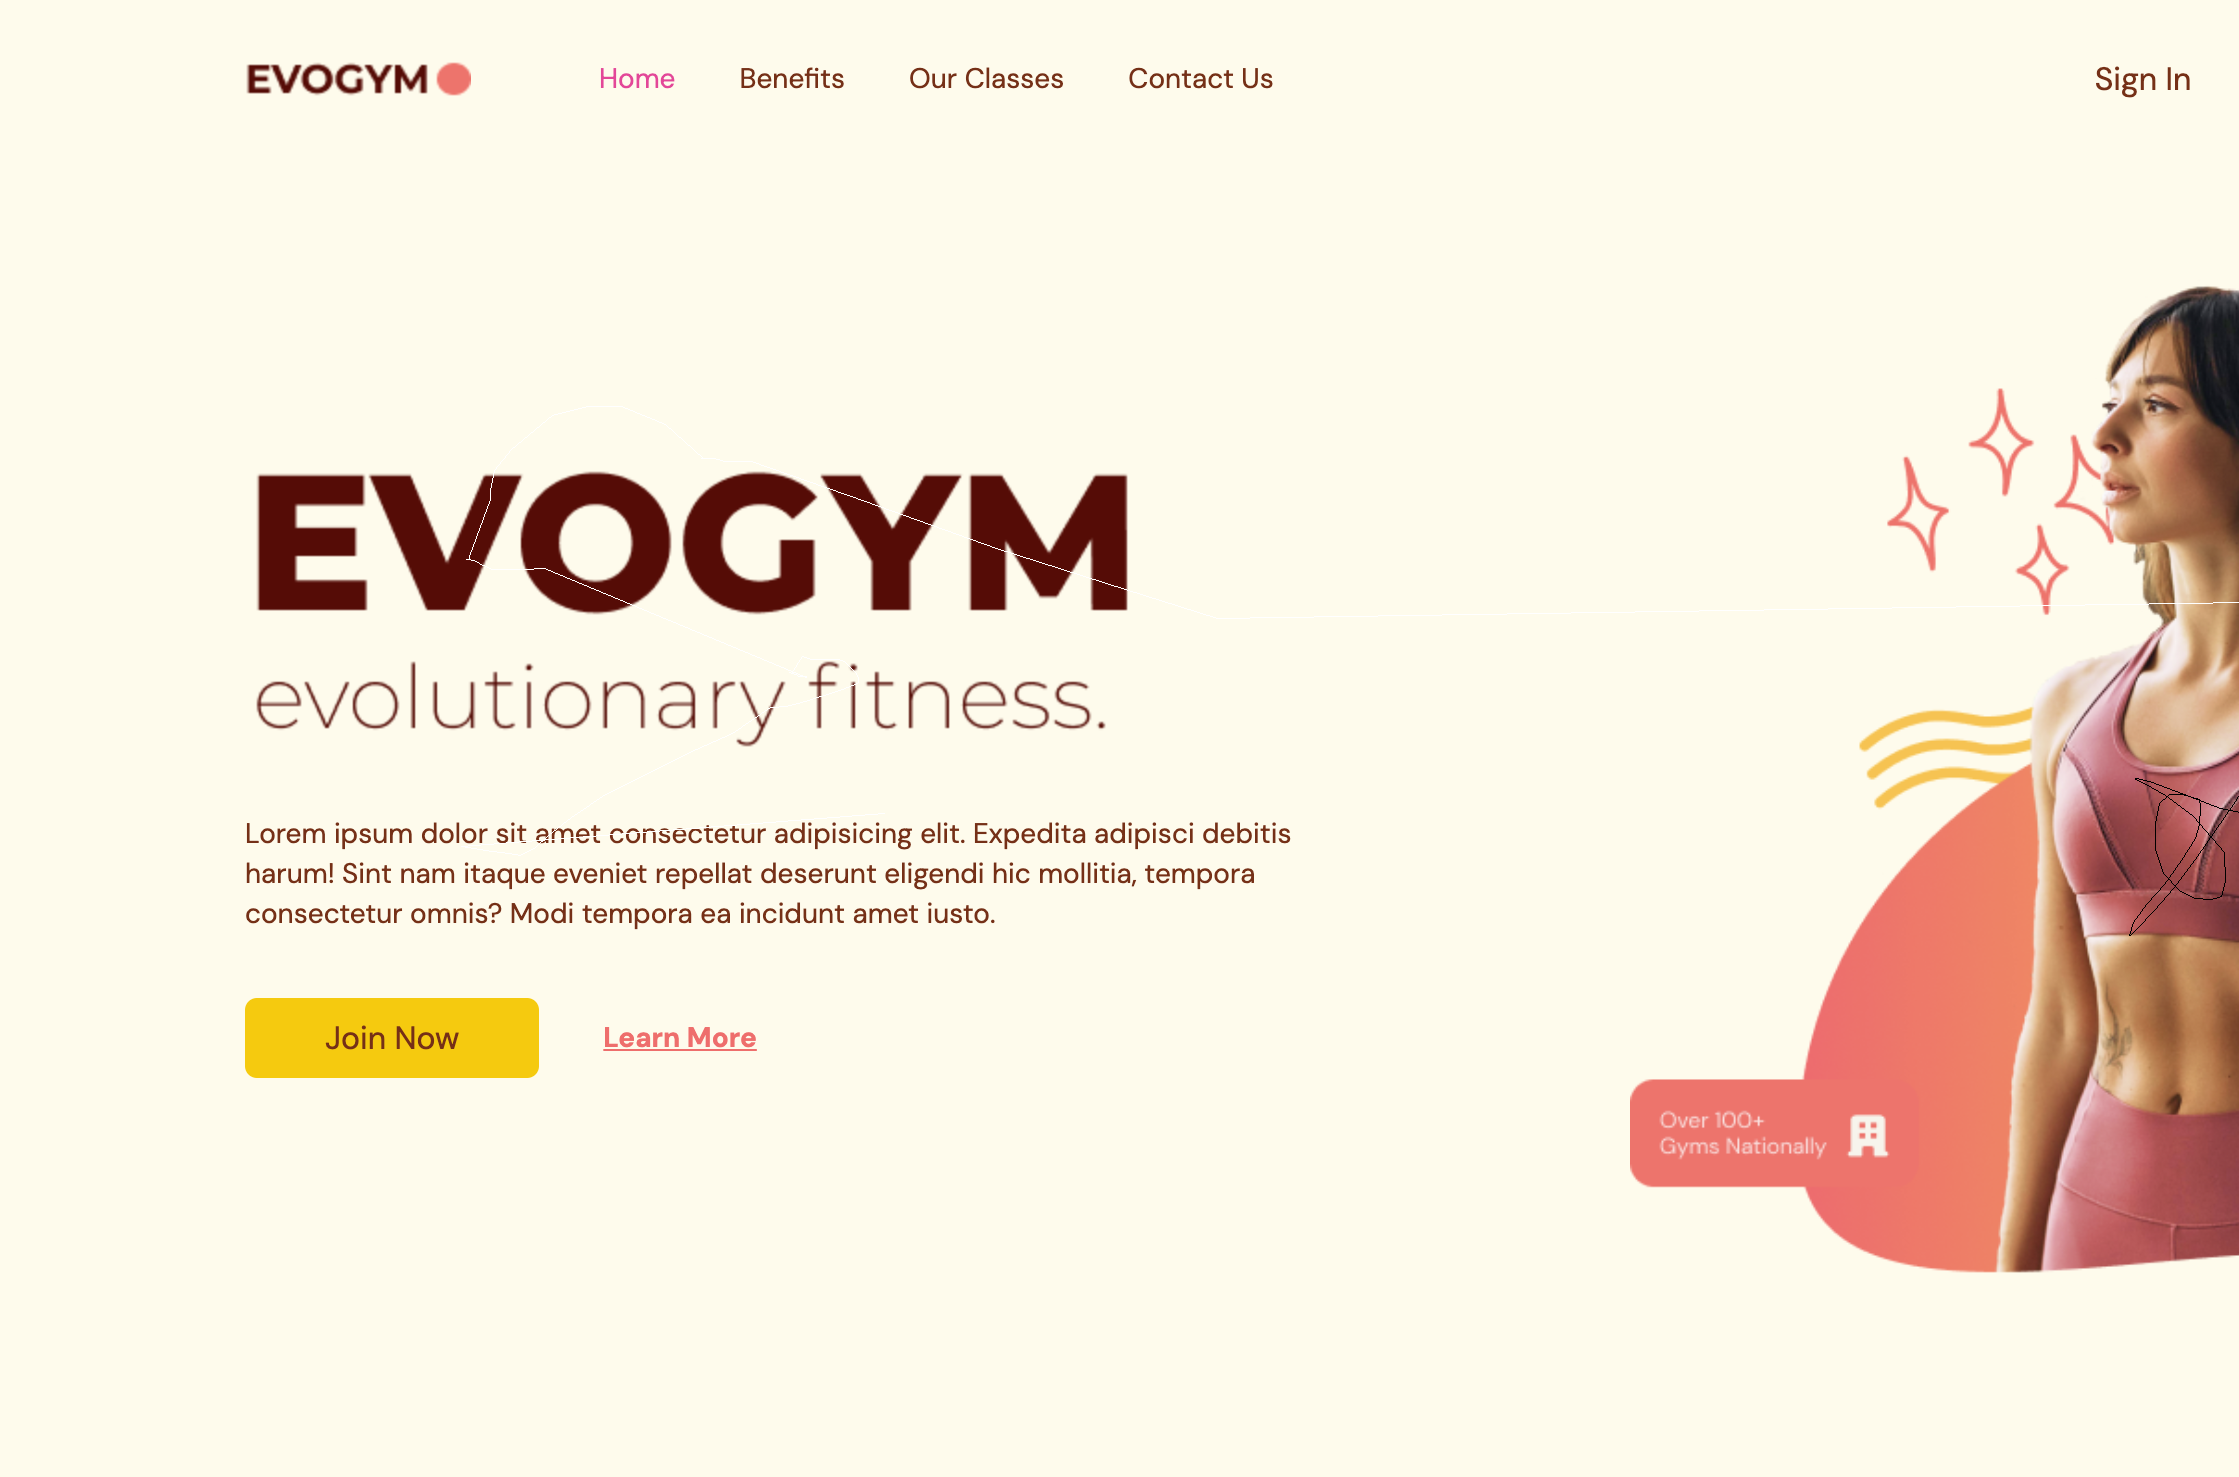 EVOGYM
Home
Benefits
Our Classes
Contact Us
Sign In
EVOGYM
evolutionary fitness.
Lorem ipsum dolor sit amet consectetur adipisicing elit. Expedita adipisci debitis
harum! Sint nam itaque eveniet repellat deserunt eligendi hic mollitia, tempora
consectetur omnis? Modi tempora ea incidunt amet iusto.
Join Now
Learn More
Over 100+
Gyms Nationally